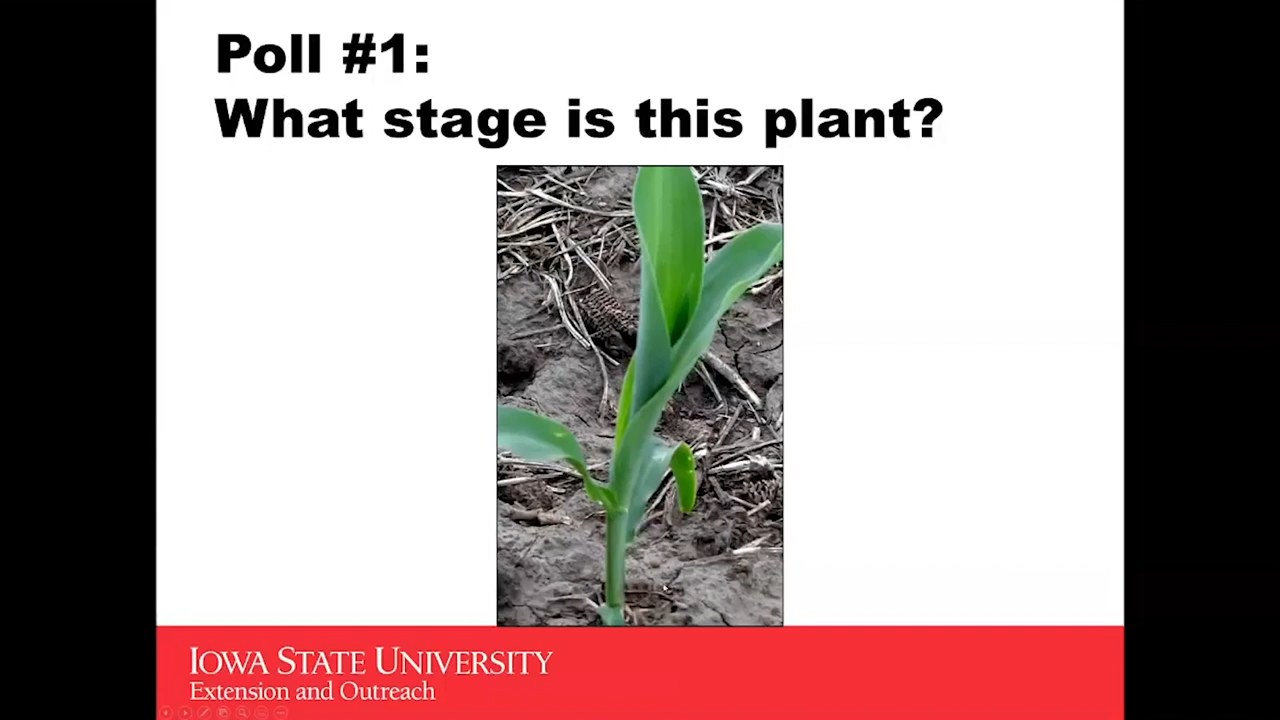 Poll #1:
What stage is this plant?
IOWA STATE UNIVERSITY
Extension and Outreach